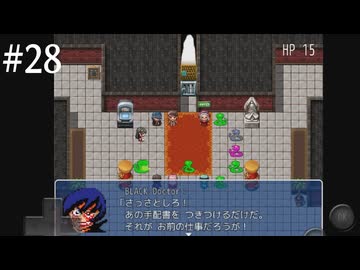 #28
HP 15
BLACK Doctor
「さっさとしろ！
あの手配書を つきつけるだけだ。
それが お前の仕事だろうが！